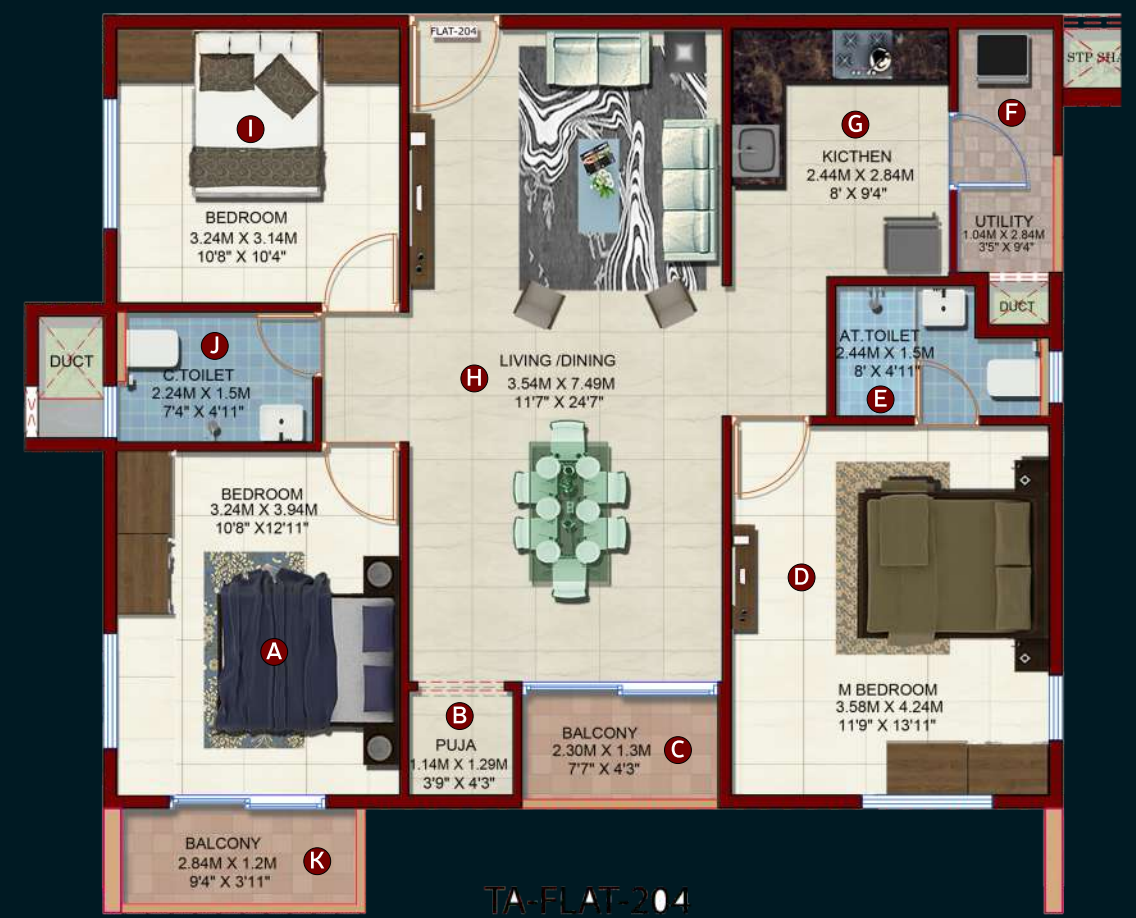 FLAT-204
STP SHA
I
BEDROOM
3.24M X 3.14M
10'8" X 10'4"
G
KICTHEN
2.44M X 2.84M
8' X 9'4"
F
UTILITY
1.04M X 2.84M
3'5" X 9'4"
DUCT
DUCT
J
C.TOILET
2.24M X 1.5M
7'4" X 4'11"
H
LIVING /DINING
3.54M X 7.49M
11'7" X 24'7"
AT.TOILET
2.44M X 1.5M
8' X 4'11"
E
BEDROOM
3.24M X 3.94M
10'8" X12'11"
A
D
M BEDROOM
3.58M X 4.24M
11'9" X 13'11"
B
PUJA
1.14M X 1.29M
3'9" X 4'3"
BALCONY
2.30M X 1.3M
7'7" X 4'3"
C
BALCONY
2.84M X 1.2M
9'4" X 3'11"
K
TA-FLAT-204